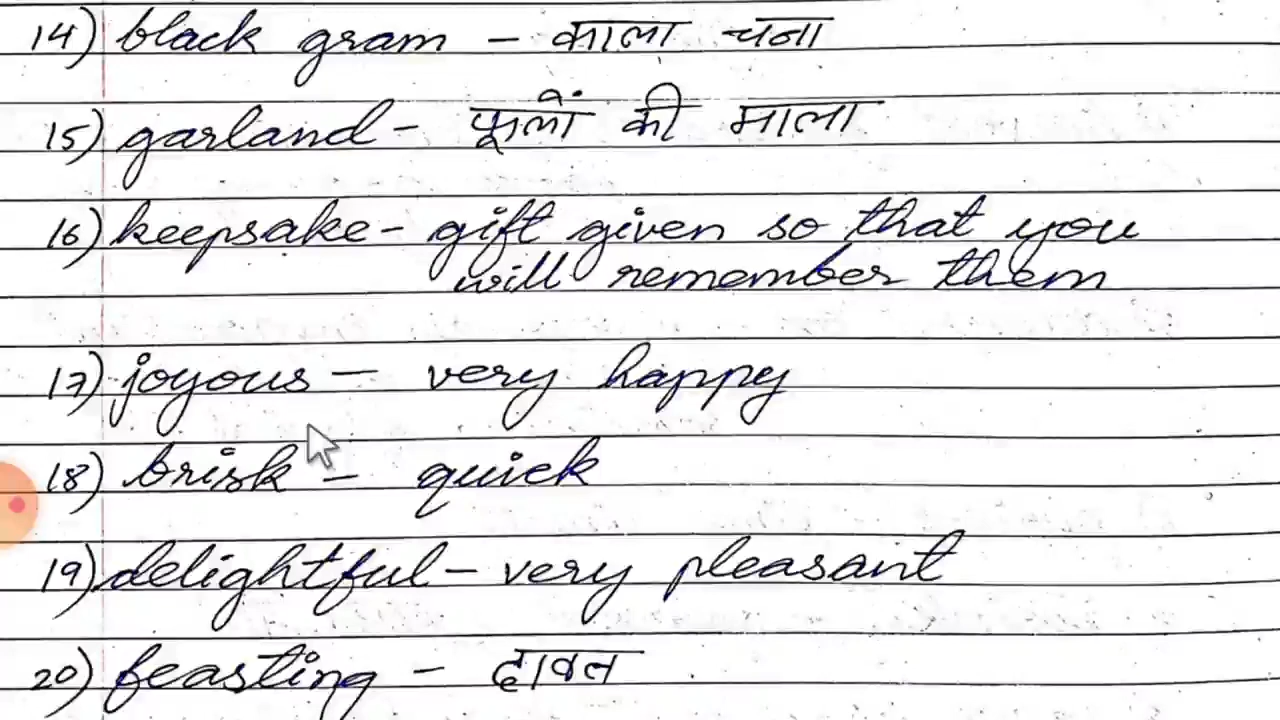 14) black gram - काला चना
15) garland - फूलों की माला
16) keepsake - gift given so that you
will remember them
17) joyous - very happy
18) brisk - quick
19) delightful - very pleasant
20) feasting - दावत